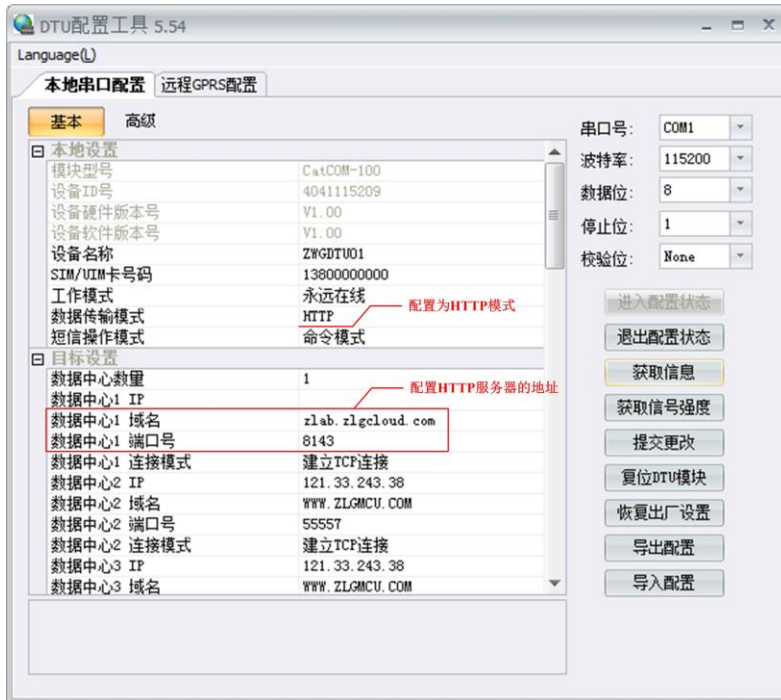 DTU配置工具 5.54
Language(L)
本地串口配置 远程GPRS配置
基本 高级
本地设置
模块型号 CatCOM-100
设备ID号 4041115209
设备硬件版本号 V1.00
设备软件版本号 V1.00
设备名称 ZWGDTU01
SIM/UIM卡号码 13800000000
工作模式 永远在线
配置为HTTP模式
数据传输模式 HTTP
短信操作模式 命令模式
目标设置
数据中心数量 1
配置HTTP服务器的地址
数据中心1 IP
数据中心1 域名 zlab.zlgcloud.com
数据中心1 端口号 8143
数据中心1 连接模式 建立TCP连接
数据中心2 IP 121.33.243.38
数据中心2 域名 WWW.ZLGMCU.COM
数据中心2 端口号 55557
数据中心2 连接模式 建立TCP连接
数据中心3 IP 121.33.243.38
数据中心3 域名 WWW.ZLGMCU.COM
串口号: COM1
波特率: 115200
数据位: 8
停止位: 1
校验位: None
进入配置状态
退出配置状态
获取信息
获取信号强度
提交更改
复位DTU模块
恢复出厂设置
导出配置
导入配置